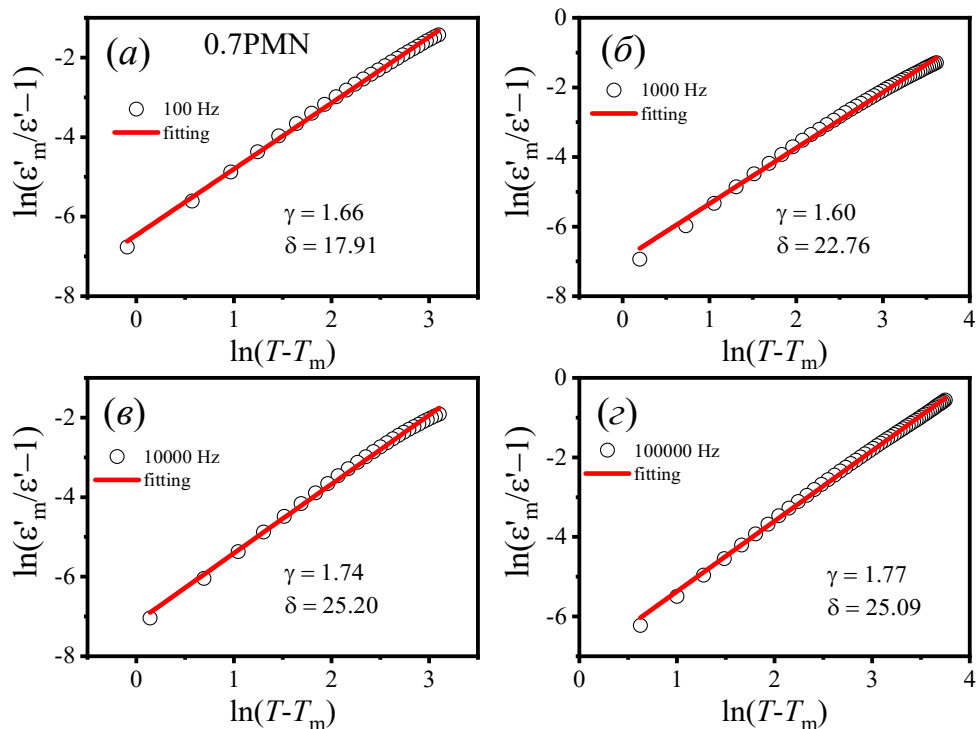 (а) 0.7PMN
100 Hz
fitting
γ = 1.66
δ = 17.91
ln(ε'm/ε'−1)
-2
-4
-6
-8
0 1 2 3
ln(T-Tm)
(б)
1000 Hz
fitting
γ = 1.60
δ = 22.76
ln(ε'm/ε'−1)
0
-2
-4
-6
-8
0 1 2 3 4
ln(T-Tm)
(в)
10000 Hz
fitting
γ = 1.74
δ = 25.20
ln(ε'm/ε'−1)
-2
-4
-6
-8
0 1 2 3
ln(T-Tm)
(г)
100000 Hz
fitting
γ = 1.77
δ = 25.09
ln(ε'm/ε'−1)
0
-2
-4
-6
0 1 2 3 4
ln(T-Tm)